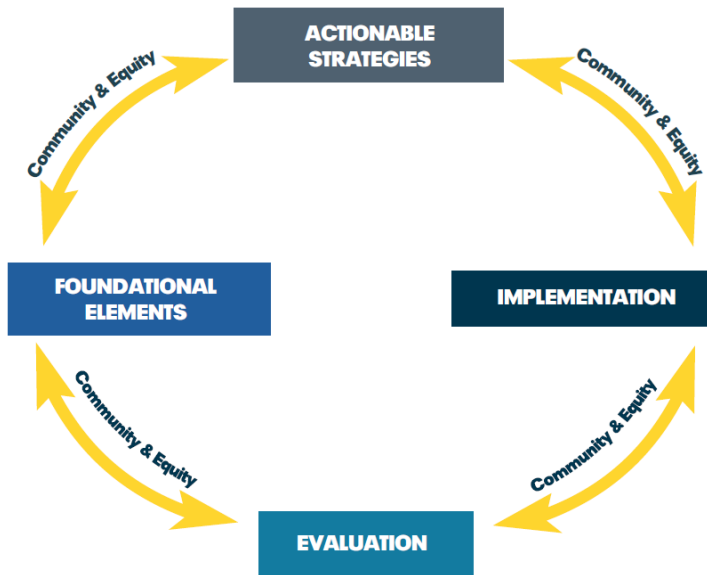 ACTIONABLE
STRATEGIES
Community & Equity
Community & Equity
FOUNDATIONAL
ELEMENTS
IMPLEMENTATION
Community & Equity
Community & Equity
EVALUATION